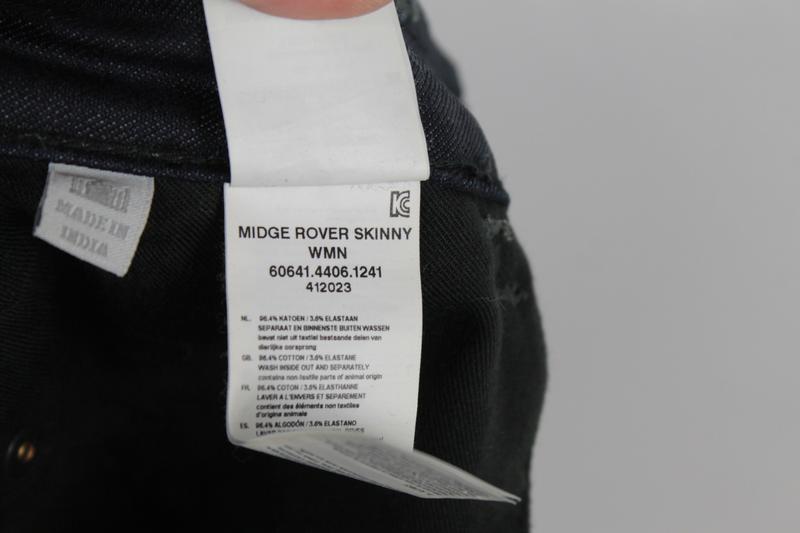 MADE IN
INDIA
KC
MIDGE ROVER SKINNY
WMN
60641.4406.1241
412023
NL. 96.4% KATOEN / 3.6% ELASTAAN
SEPARAAT EN BINNENSTE BUITEN WASSEN
bevat niet uit textiel bestaande delen van
dierlijke oorsprong
GB. 96.4% COTTON / 3.6% ELASTANE
WASH INSIDE OUT AND SEPARATELY
contains non-textile parts of animal origin
FR. 96.4% COTON / 3.6% ELASTHANNE
LAVER A L'ENVERS ET SEPAREMENT
contient des éléments non textiles
d'origine animale
ES. 96.4% ALGODÓN / 3.6% ELASTANO